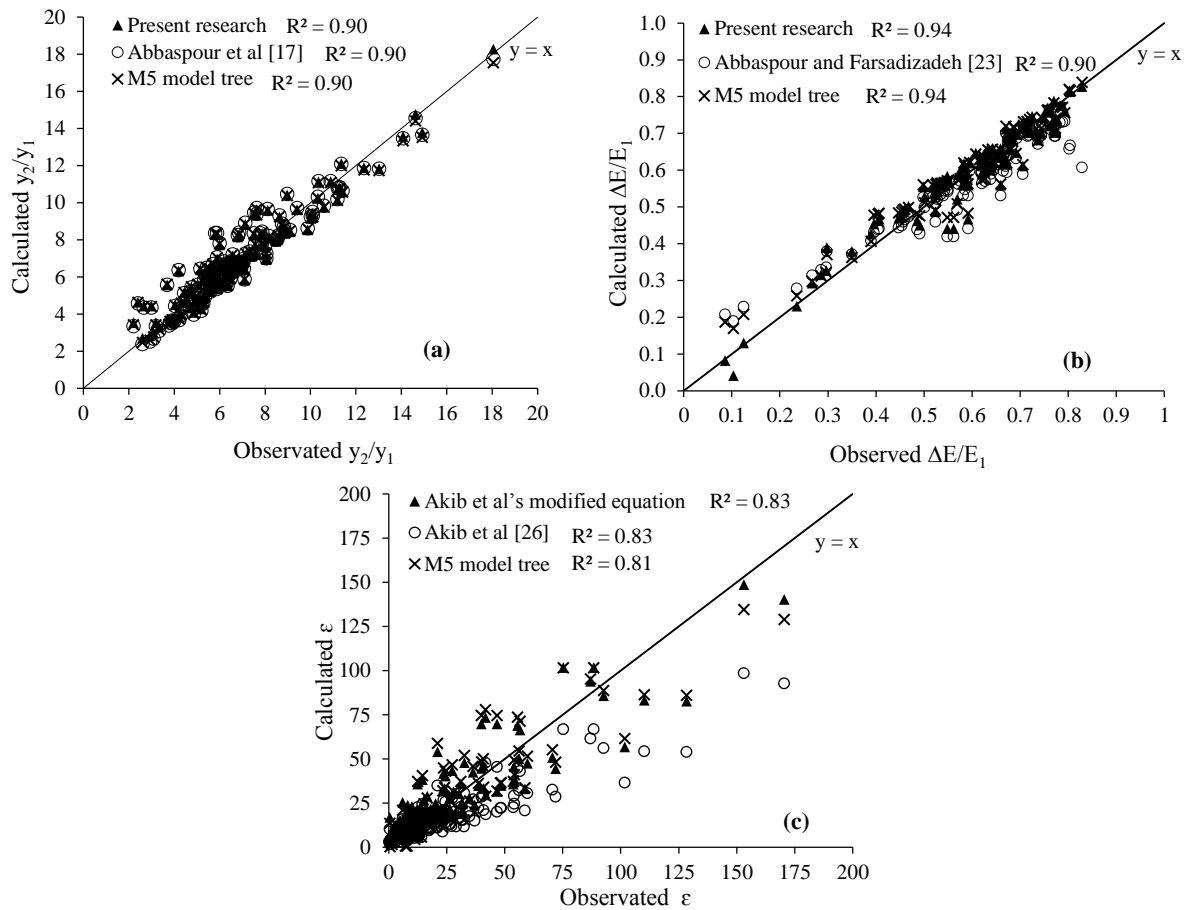 ▲ Present research R² = 0.90
○ Abbaspour et al [17] R² = 0.90
× M5 model tree R² = 0.90
y = x
20
18
16
14
12
10
8
6
4
2
0
Calculated y₂/y₁
(a)
0 2 4 6 8 10 12 14 16 18 20
Observated y₂/y₁
▲ Present research R² = 0.94
○ Abbaspour and Farsadizadeh [23] R² = 0.90
× M5 model tree R² = 0.94
y = x
1.0
0.9
0.8
0.7
0.6
0.5
0.4
0.3
0.2
0.1
0.0
Calculated ΔE/E₁
(b)
0 0.1 0.2 0.3 0.4 0.5 0.6 0.7 0.8 0.9 1
Observed ΔE/E₁
▲ Akib et al's modified equation R² = 0.83
○ Akib et al [26] R² = 0.83
× M5 model tree R² = 0.81
y = x
200
175
150
125
100
75
50
25
0
Calculated ε
(c)
0 25 50 75 100 125 150 175 200
Observated ε